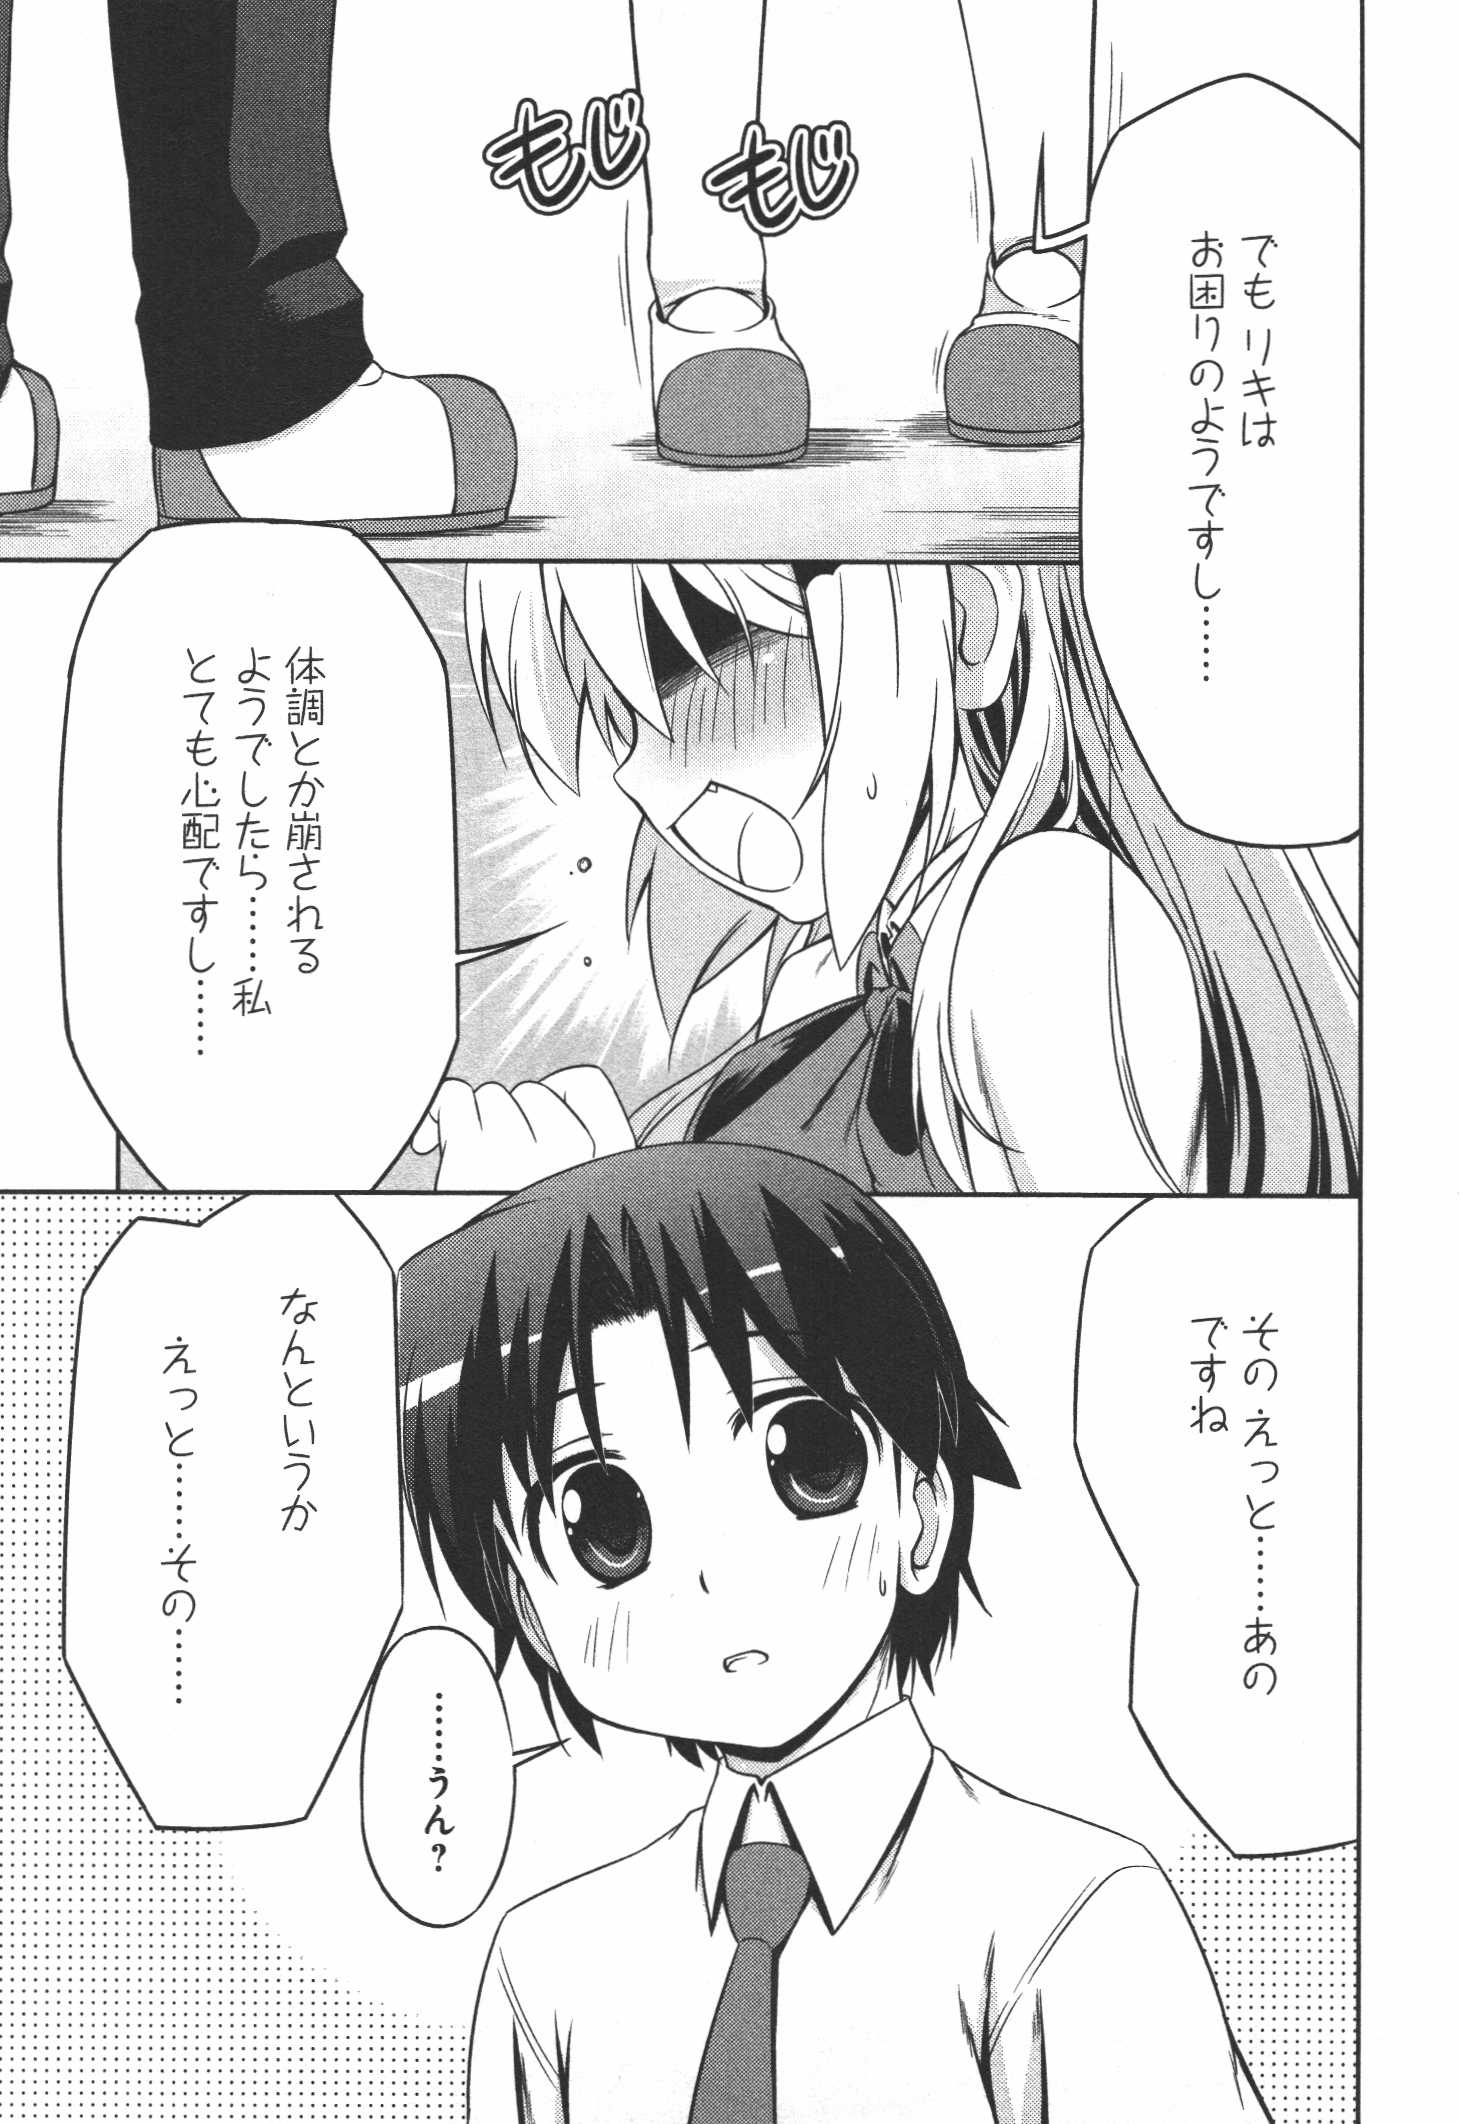 でもリキは
お困りのようですし……
もじ
もじ
体調とか崩される
ようでしたら……私
とても心配ですし……
そのえっと……あの
ですね
なんというか
えっと……その……
……うん?